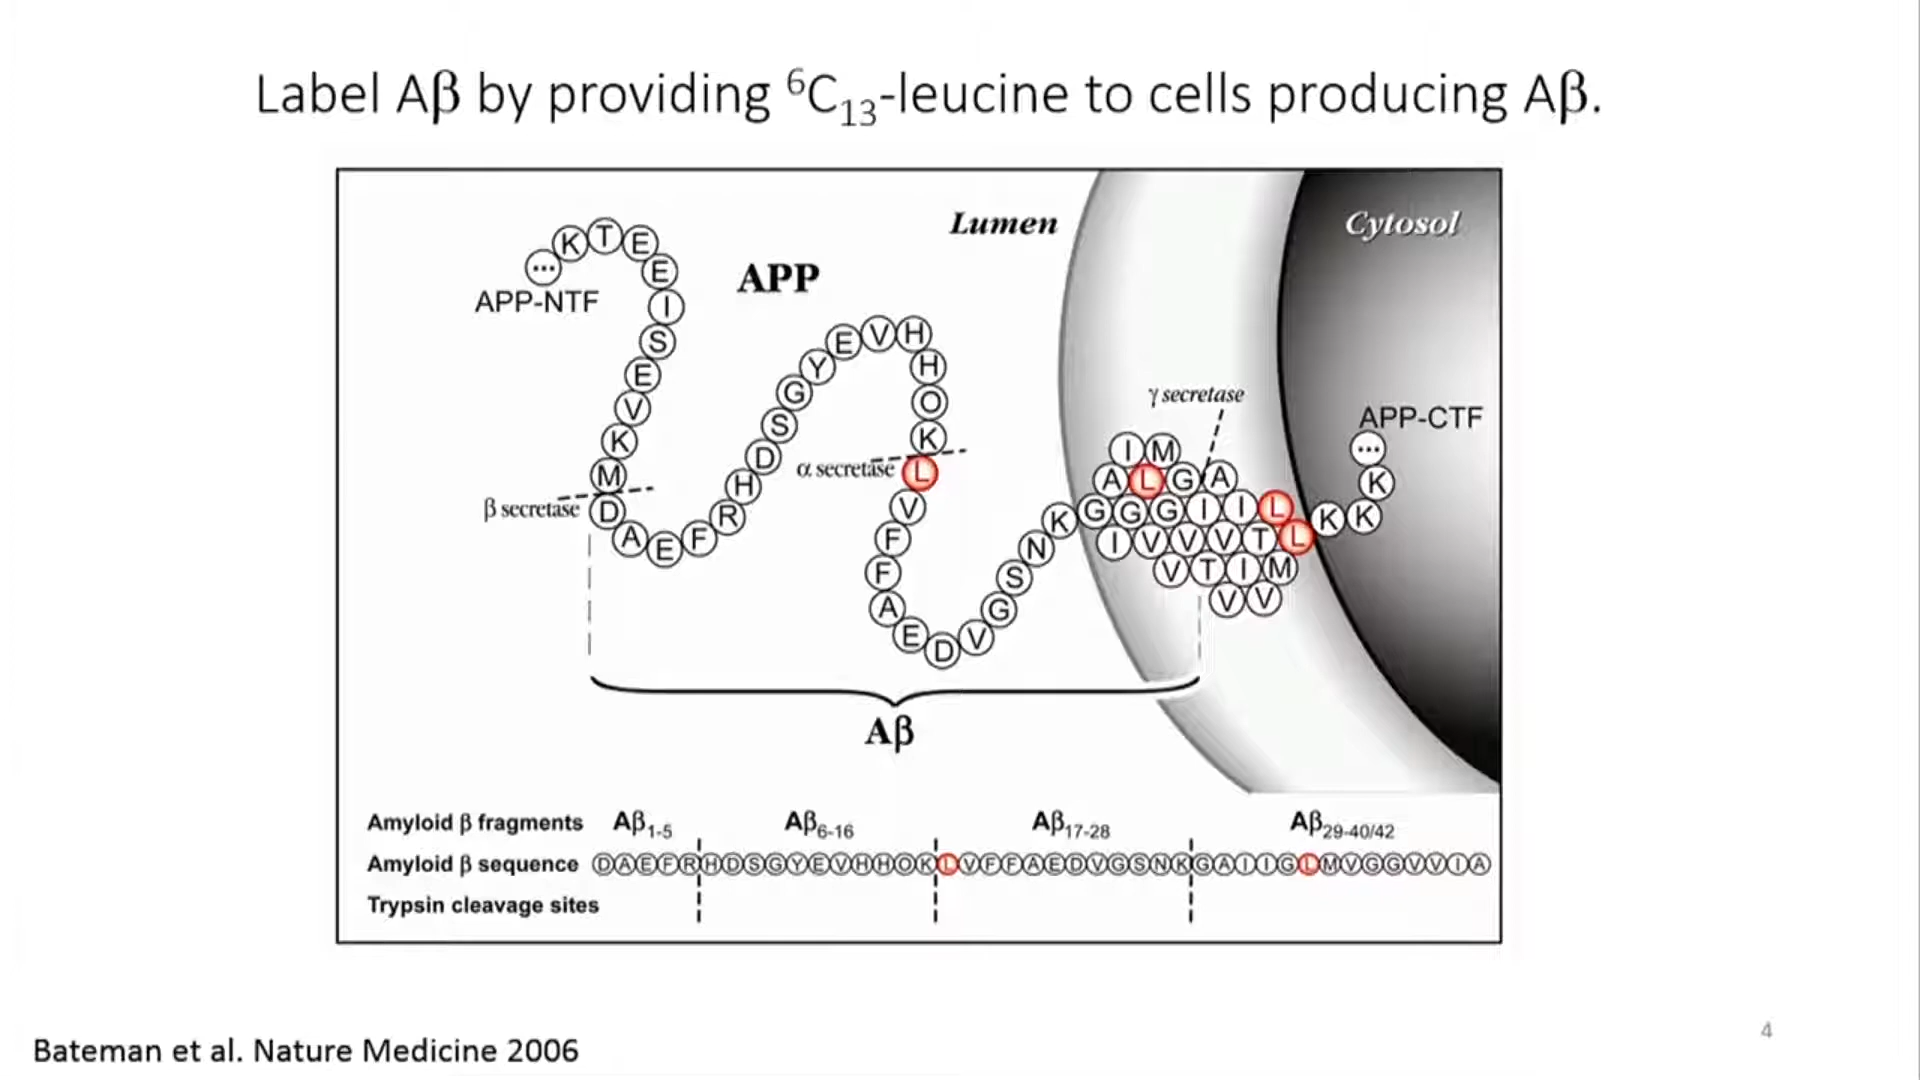 Label Aβ by providing ⁶C₁₃-leucine to cells producing Aβ.
Lumen
Cytosol
APP
APP-NTF
... K T E E I S E V K M
β secretase
D A E F R H D S G Y E V H H O K
α secretase
L V F F A E D V G S N K
γ secretase
I M
A L G A
G G G I I L
I V V V T L
V T I M
V V
K K K ...
APP-CTF
Aβ
Amyloid β fragments Aβ₁₋₅ Aβ₆₋₁₆ Aβ₁₇₋₂₈ Aβ₂₉₋₄₀/₄₂
Amyloid β sequence DAEFRHDSGYEVHHOKLVFFAEDVGSNKGAIIGLMVGGVVIA
Trypsin cleavage sites
Bateman et al. Nature Medicine 2006
4